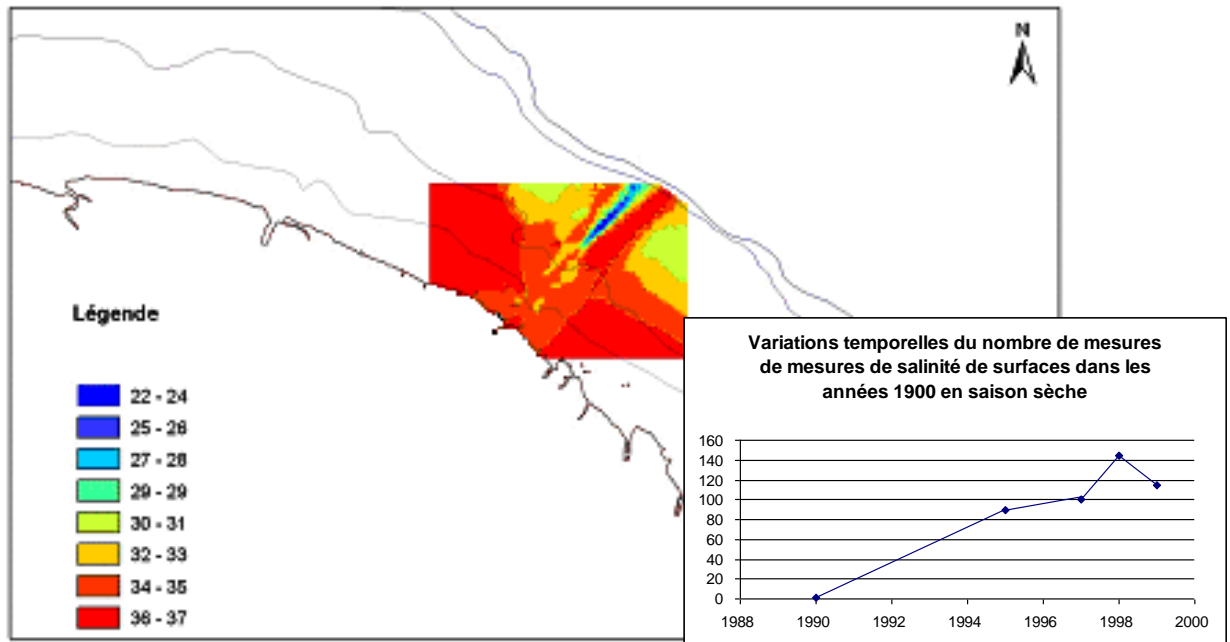 N
Légende
22 - 24
25 - 26
27 - 28
29 - 29
30 - 31
32 - 33
34 - 35
36 - 37
Variations temporelles du nombre de mesures
de mesures de salinité de surfaces dans les
années 1900 en saison sèche
160
140
120
100
80
60
40
20
0
1988 1990 1992 1994 1996 1998 2000